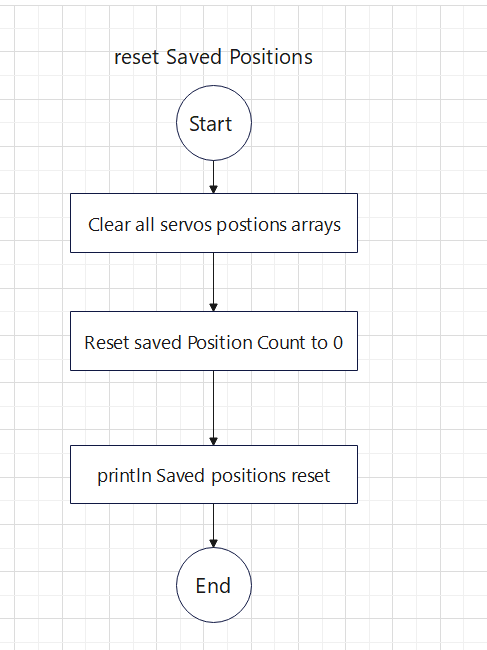 reset Saved Positions
Start
Clear all servos postions arrays
Reset saved Position Count to 0
println Saved positions reset
End